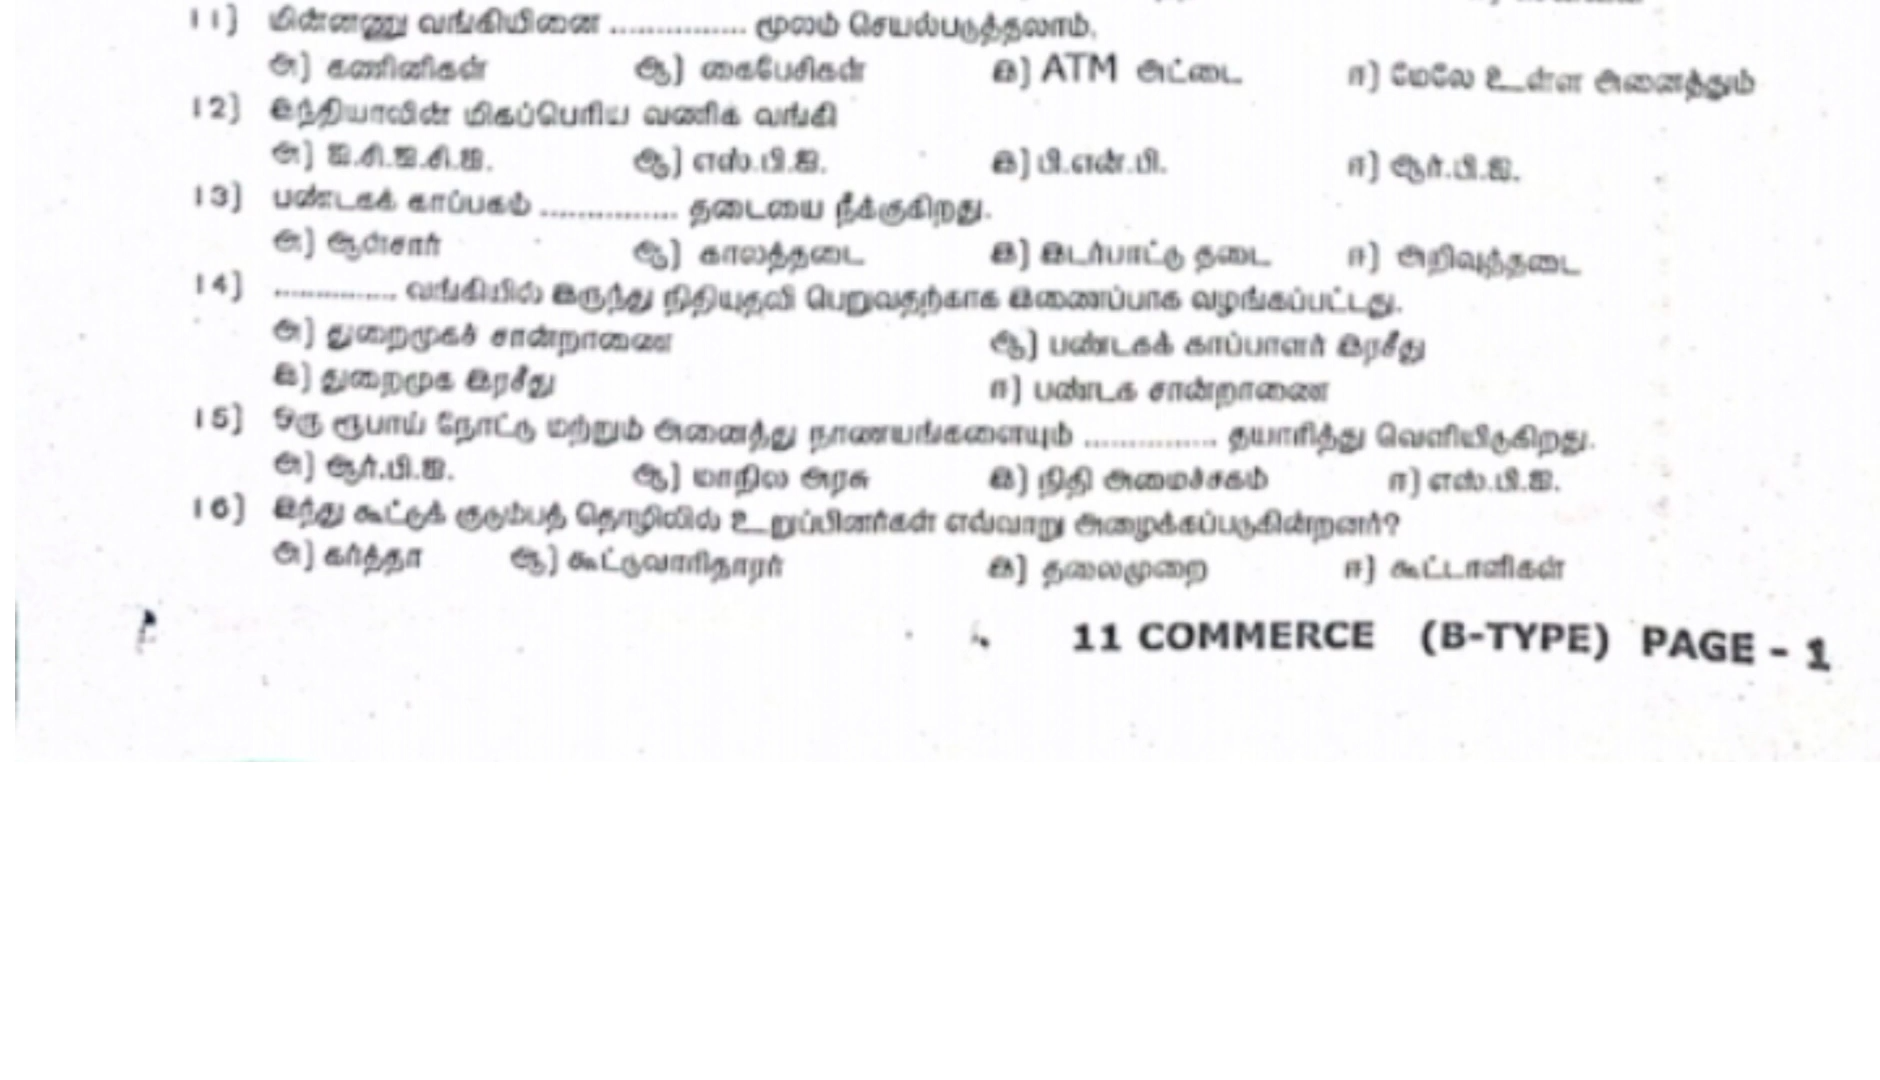 11) மின்னணு வங்கியினை ............... மூலம் செயல்படுத்தலாம்.
அ) கணினிகள் ஆ) கைபேசிகள் இ) ATM அட்டை ஈ) மேலே உள்ள அனைத்தும்
12) இந்தியாவின் மிகப்பெரிய வணிக வங்கி
அ) ஐ.சி.ஐ.சி.ஐ. ஆ) எஸ்.பி.ஐ. இ) பி.என்.பி. ஈ) ஆர்.பி.ஐ.
13) பண்டகக் காப்பகம் ............... தடையை நீக்குகிறது.
அ) ஆள்சார் ஆ) காலத்தடை இ) இடர்பாட்டு தடை ஈ) அறிவுத்தடை
14) .............. வங்கியில் இருந்து நிதியுதவி பெறுவதற்காக இணைப்பாக வழங்கப்பட்டது.
அ) துறைமுகச் சான்றாணை ஆ) பண்டகக் காப்பாளர் இரசீது
இ) துறைமுக இரசீது ஈ) பண்டக சான்றாணை
15) ஒரு ரூபாய் நோட்டு மற்றும் அனைத்து நாணயங்களையும் ............... தயாரித்து வெளியிடுகிறது.
அ) ஆர்.பி.ஐ. ஆ) மாநில அரசு இ) நிதி அமைச்சகம் ஈ) எஸ்.பி.ஐ.
16) இந்து கூட்டுக் குடும்பத் தொழிலில் உறுப்பினர்கள் எவ்வாறு அழைக்கப்படுகின்றனர்?
அ) கர்த்தா ஆ) கூட்டுவாரிதாரர் இ) தலைமுறை ஈ) கூட்டாளிகள்
11 COMMERCE (B-TYPE) PAGE - 1